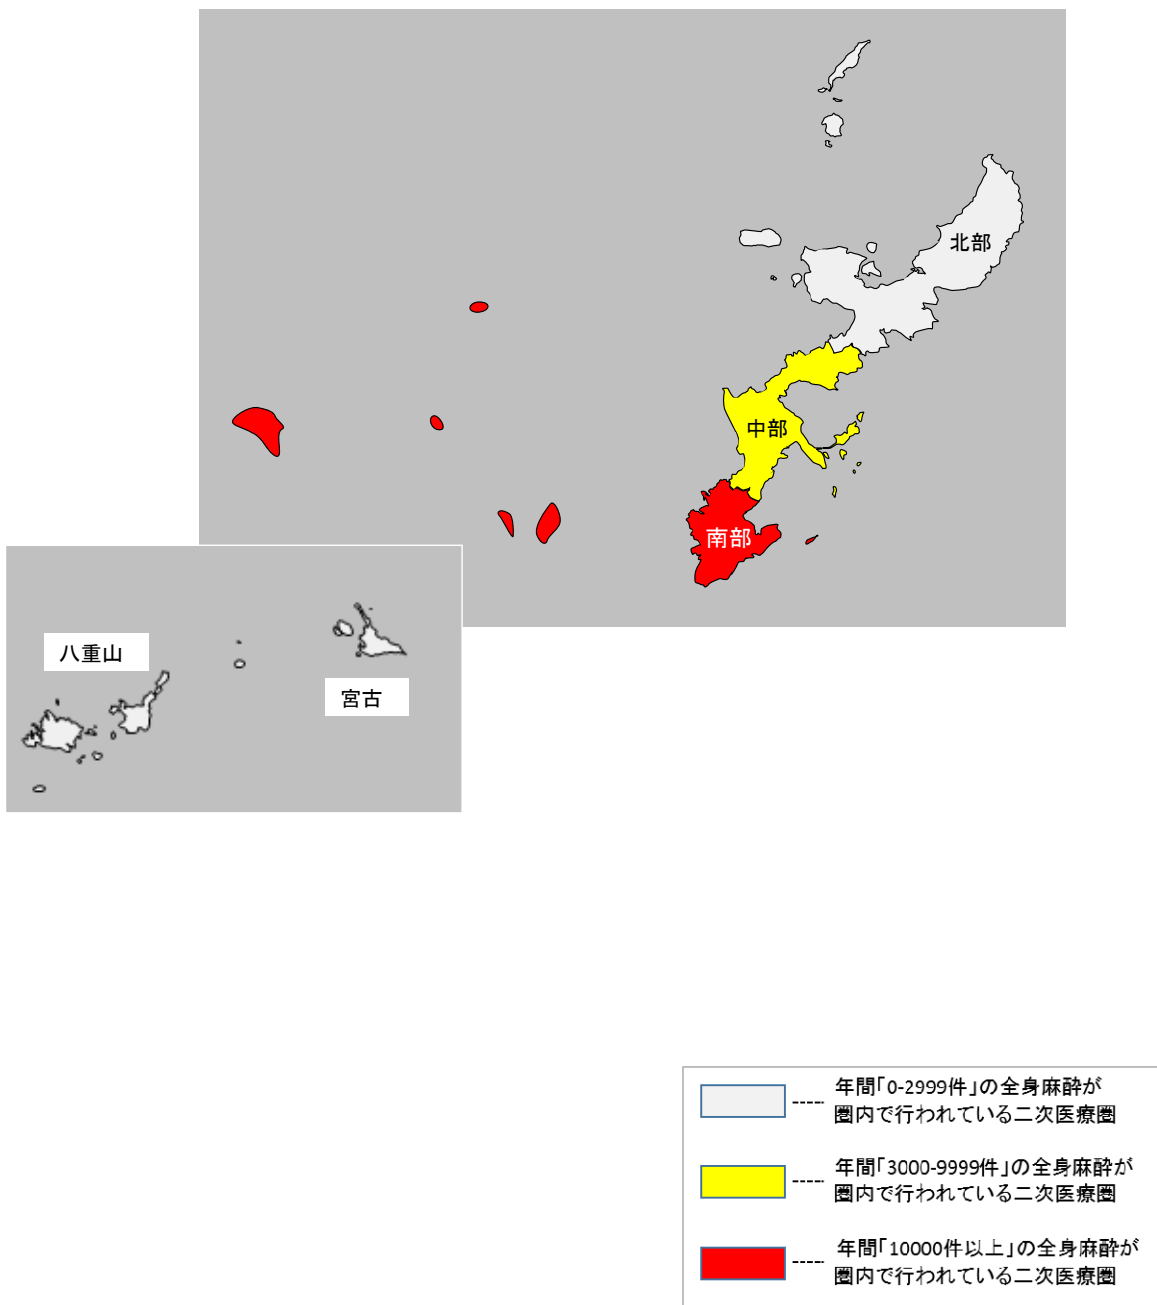 北部
中部
南部
八重山
宮古
年間｢0-2999件｣の全身麻酔が
圏内で行われている二次医療圏
年間｢3000-9999件｣の全身麻酔が
圏内で行われている二次医療圏
年間｢10000件以上｣の全身麻酔が
圏内で行われている二次医療圏